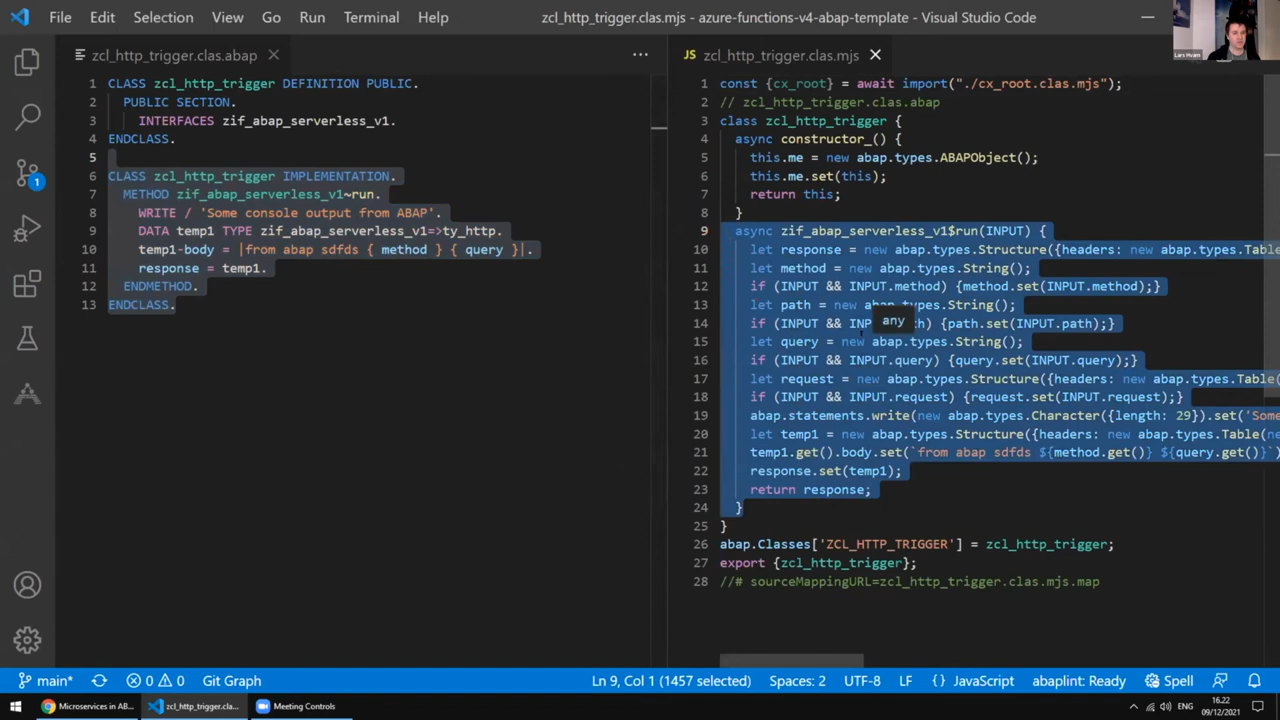 File Edit Selection View Go Run Terminal Help
zcl_http_trigger.clas.mjs - azure-functions-v4-abap-template - Visual Studio Code
Lars Hvam
zcl_http_trigger.clas.abap
1 CLASS zcl_http_trigger DEFINITION PUBLIC.
2 PUBLIC SECTION.
3 INTERFACES zif_abap_serverless_v1.
4 ENDCLASS.
5
6 CLASS zcl_http_trigger IMPLEMENTATION.
7 METHOD zif_abap_serverless_v1~run.
8 WRITE / 'Some console output from ABAP'.
9 DATA temp1 TYPE zif_abap_serverless_v1=>ty_http.
10 temp1-body = |from abap sdfds { method } { query }|.
11 response = temp1.
12 ENDMETHOD.
13 ENDCLASS.
JS zcl_http_trigger.clas.mjs
1 const {cx_root} = await import("./cx_root.clas.mjs");
2 // zcl_http_trigger.clas.abap
3 class zcl_http_trigger {
4 async constructor_() {
5 this.me = new abap.types.ABAPObject();
6 this.me.set(this);
7 return this;
8 }
9 async zif_abap_serverless_v1$run(INPUT) {
10 let response = new abap.types.Structure({headers: new abap.types.Table
11 let method = new abap.types.String();
12 if (INPUT && INPUT.method) {method.set(INPUT.method);}
13 let path = new abap.types.String();
14 if (INPUT && INP h) {path.set(INPUT.path);}
any
15 let query = new abap.types.String();
16 if (INPUT && INPUT.query) {query.set(INPUT.query);}
17 let request = new abap.types.Structure({headers: new abap.types.Table(
18 if (INPUT && INPUT.request) {request.set(INPUT.request);}
19 abap.statements.write(new abap.types.Character({length: 29}).set('Some
20 let temp1 = new abap.types.Structure({headers: new abap.types.Table(ne
21 temp1.get().body.set(`from abap sdfds ${method.get()} ${query.get()}`)
22 response.set(temp1);
23 return response;
24 }
25 }
26 abap.Classes['ZCL_HTTP_TRIGGER'] = zcl_http_trigger;
27 export {zcl_http_trigger};
28 //# sourceMappingURL=zcl_http_trigger.clas.mjs.map
1
main* 0 0 Git Graph
Ln 9, Col 1 (1457 selected) Spaces: 2 UTF-8 LF {} JavaScript abaplint: Ready Spell
Microservices in AB... zcl_http_trigger.cla... Meeting Controls
ENG 16.22
09/12/2021